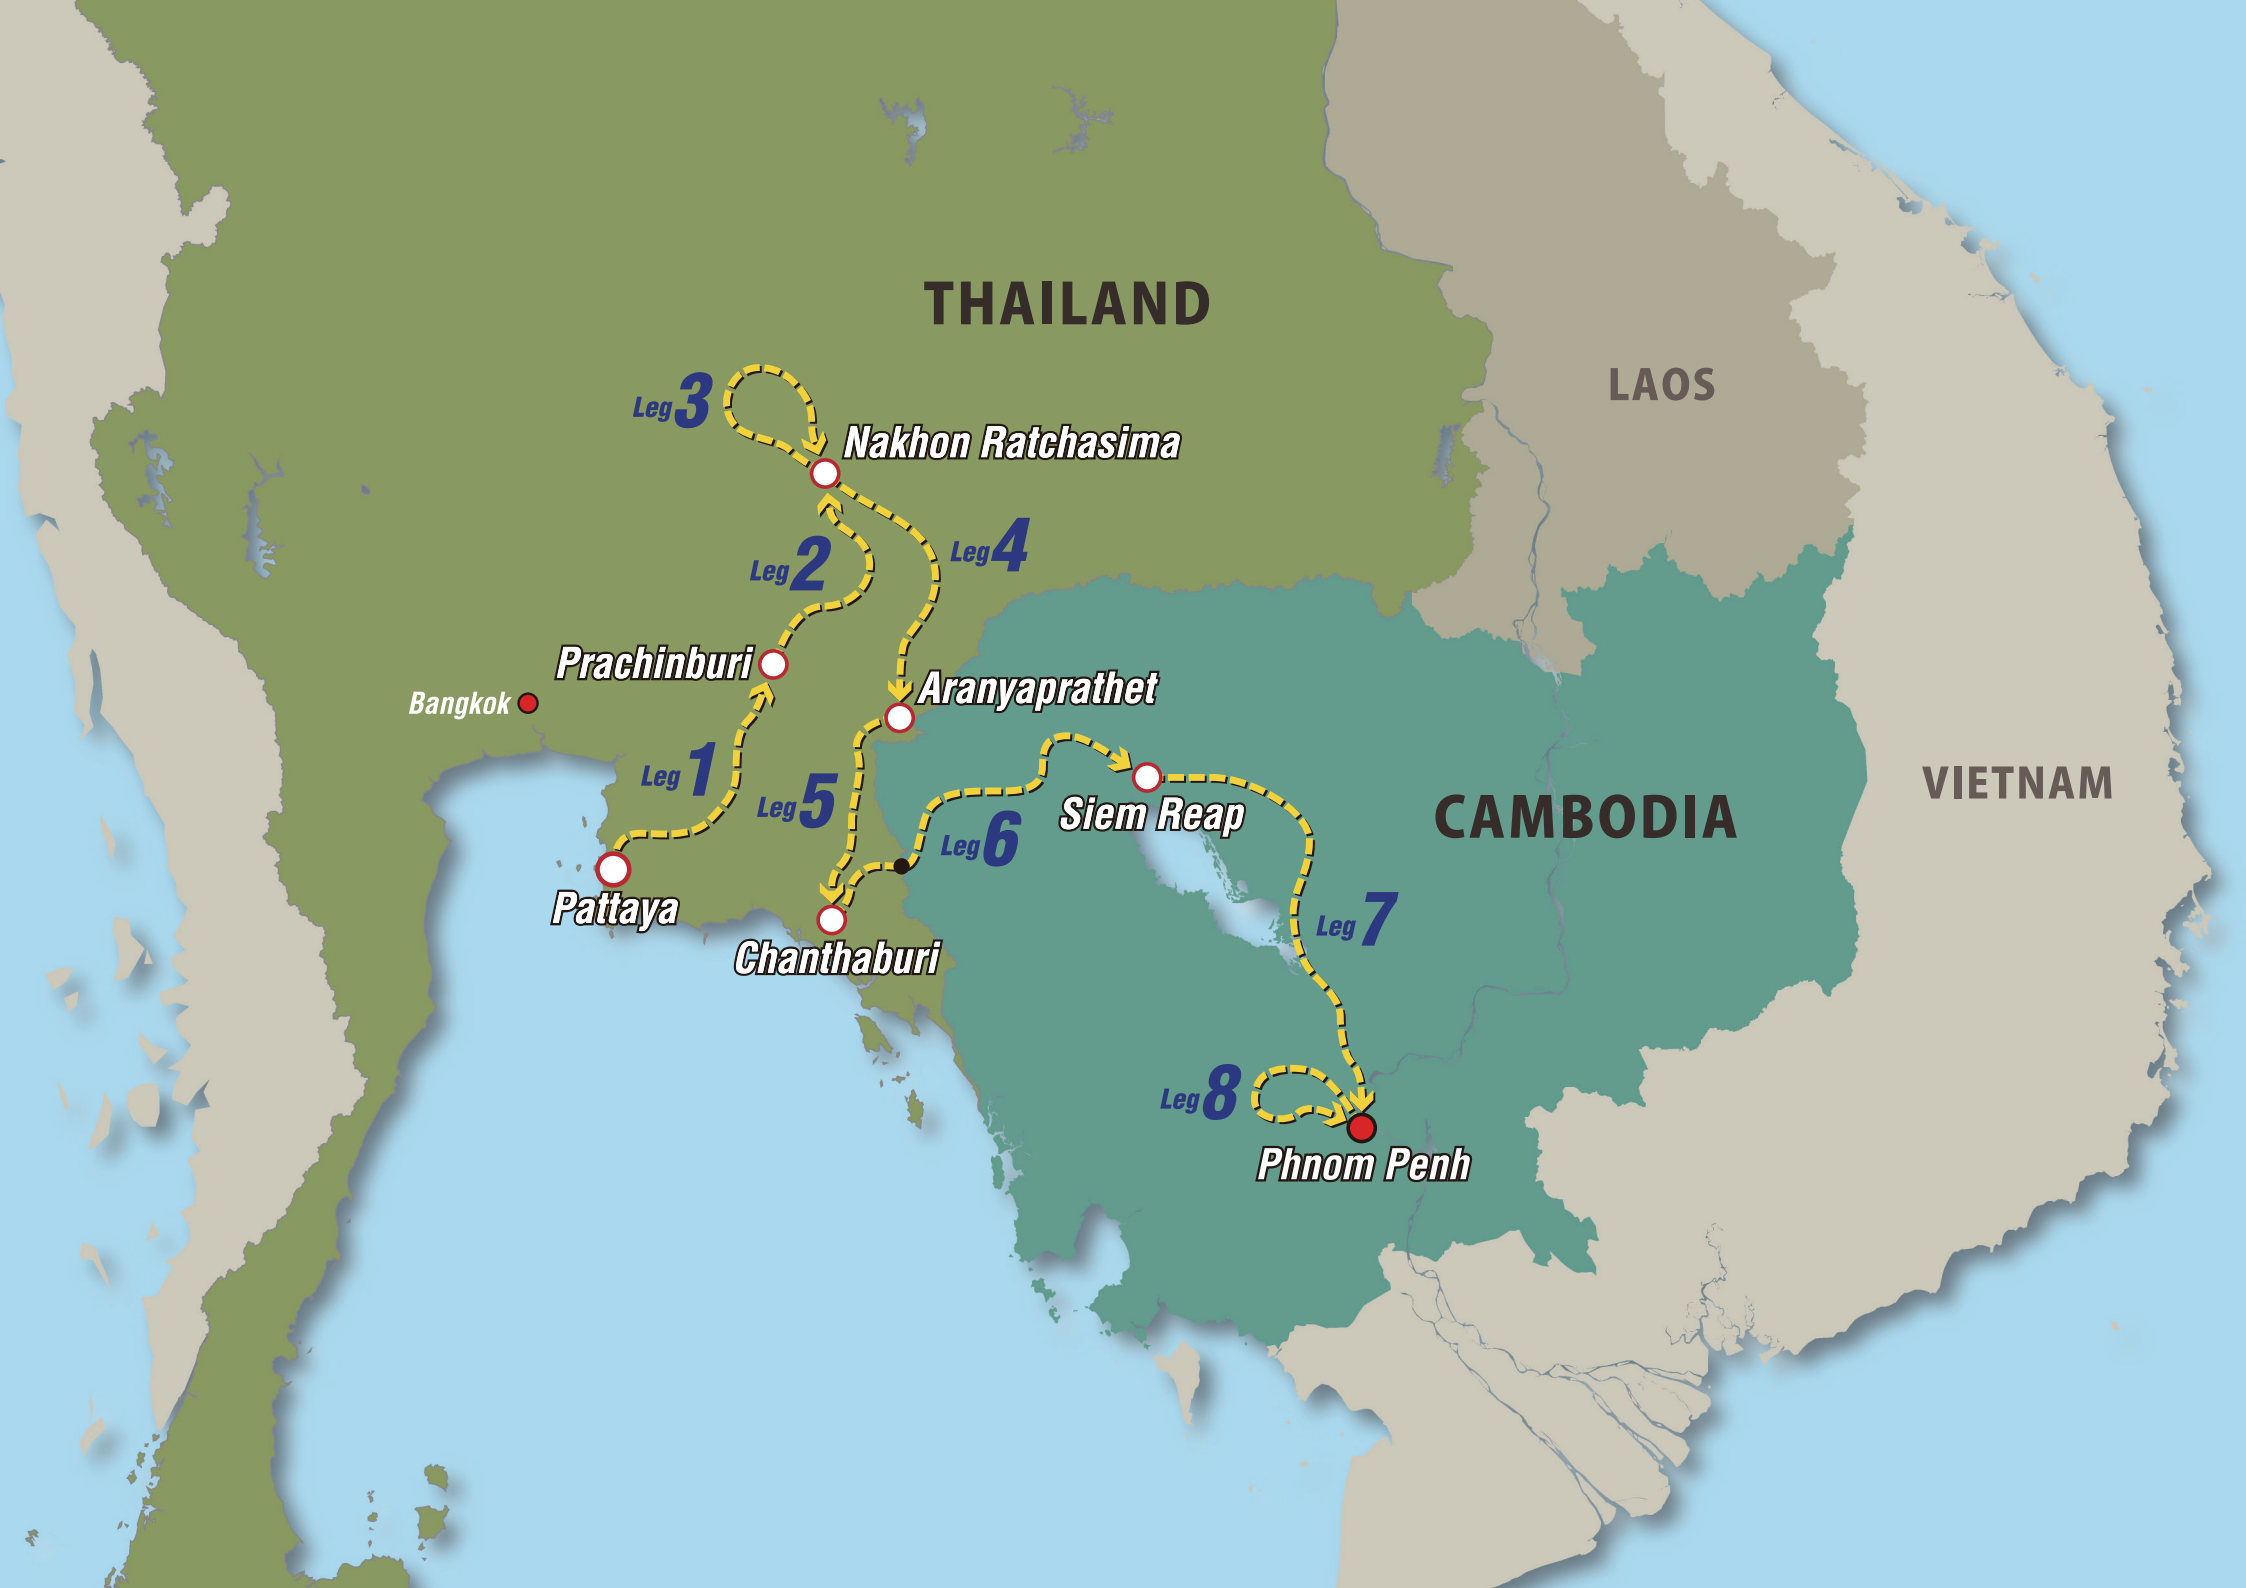 THAILAND
LAOS
Leg 3
Nakhon Ratchasima
Leg 4
Leg 2
Prachinburi
Aranyaprathet
Bangkok
Leg 1
Leg 5
Siem Reap
CAMBODIA
VIETNAM
Leg 6
Pattaya
Leg 7
Chanthaburi
Leg 8
Phnom Penh